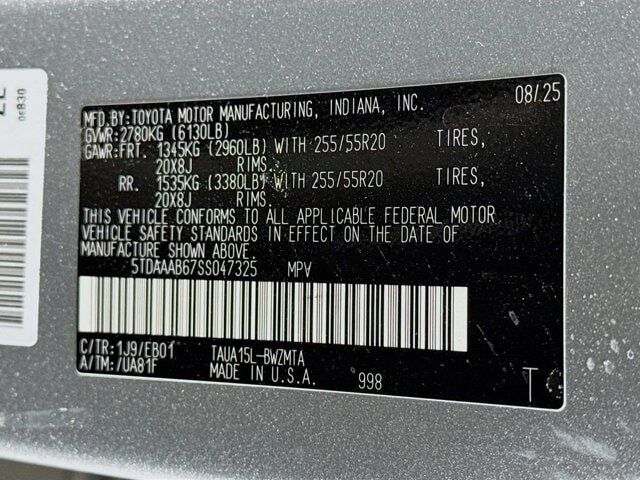 MFD.BY:TOYOTA MOTOR MANUFACTURING, INDIANA, INC. 08/25
GVWR:2780KG (6130LB)
GAWR:FRT. 1345KG (2960LB) WITH 255/55R20 TIRES,
20X8J RIMS.
RR. 1535KG (3380LB) WITH 255/55R20 TIRES,
20X8J RIMS.
THIS VEHICLE CONFORMS TO ALL APPLICABLE FEDERAL MOTOR
VEHICLE SAFETY STANDARDS IN EFFECT ON THE DATE OF
MANUFACTURE SHOWN ABOVE.
5TDAAAB67SS047325 MPV
C/TR:1J9/EB01 TAUA15L-BWZMTA
A/TM:/UA81F MADE IN U.S.A. 998 T